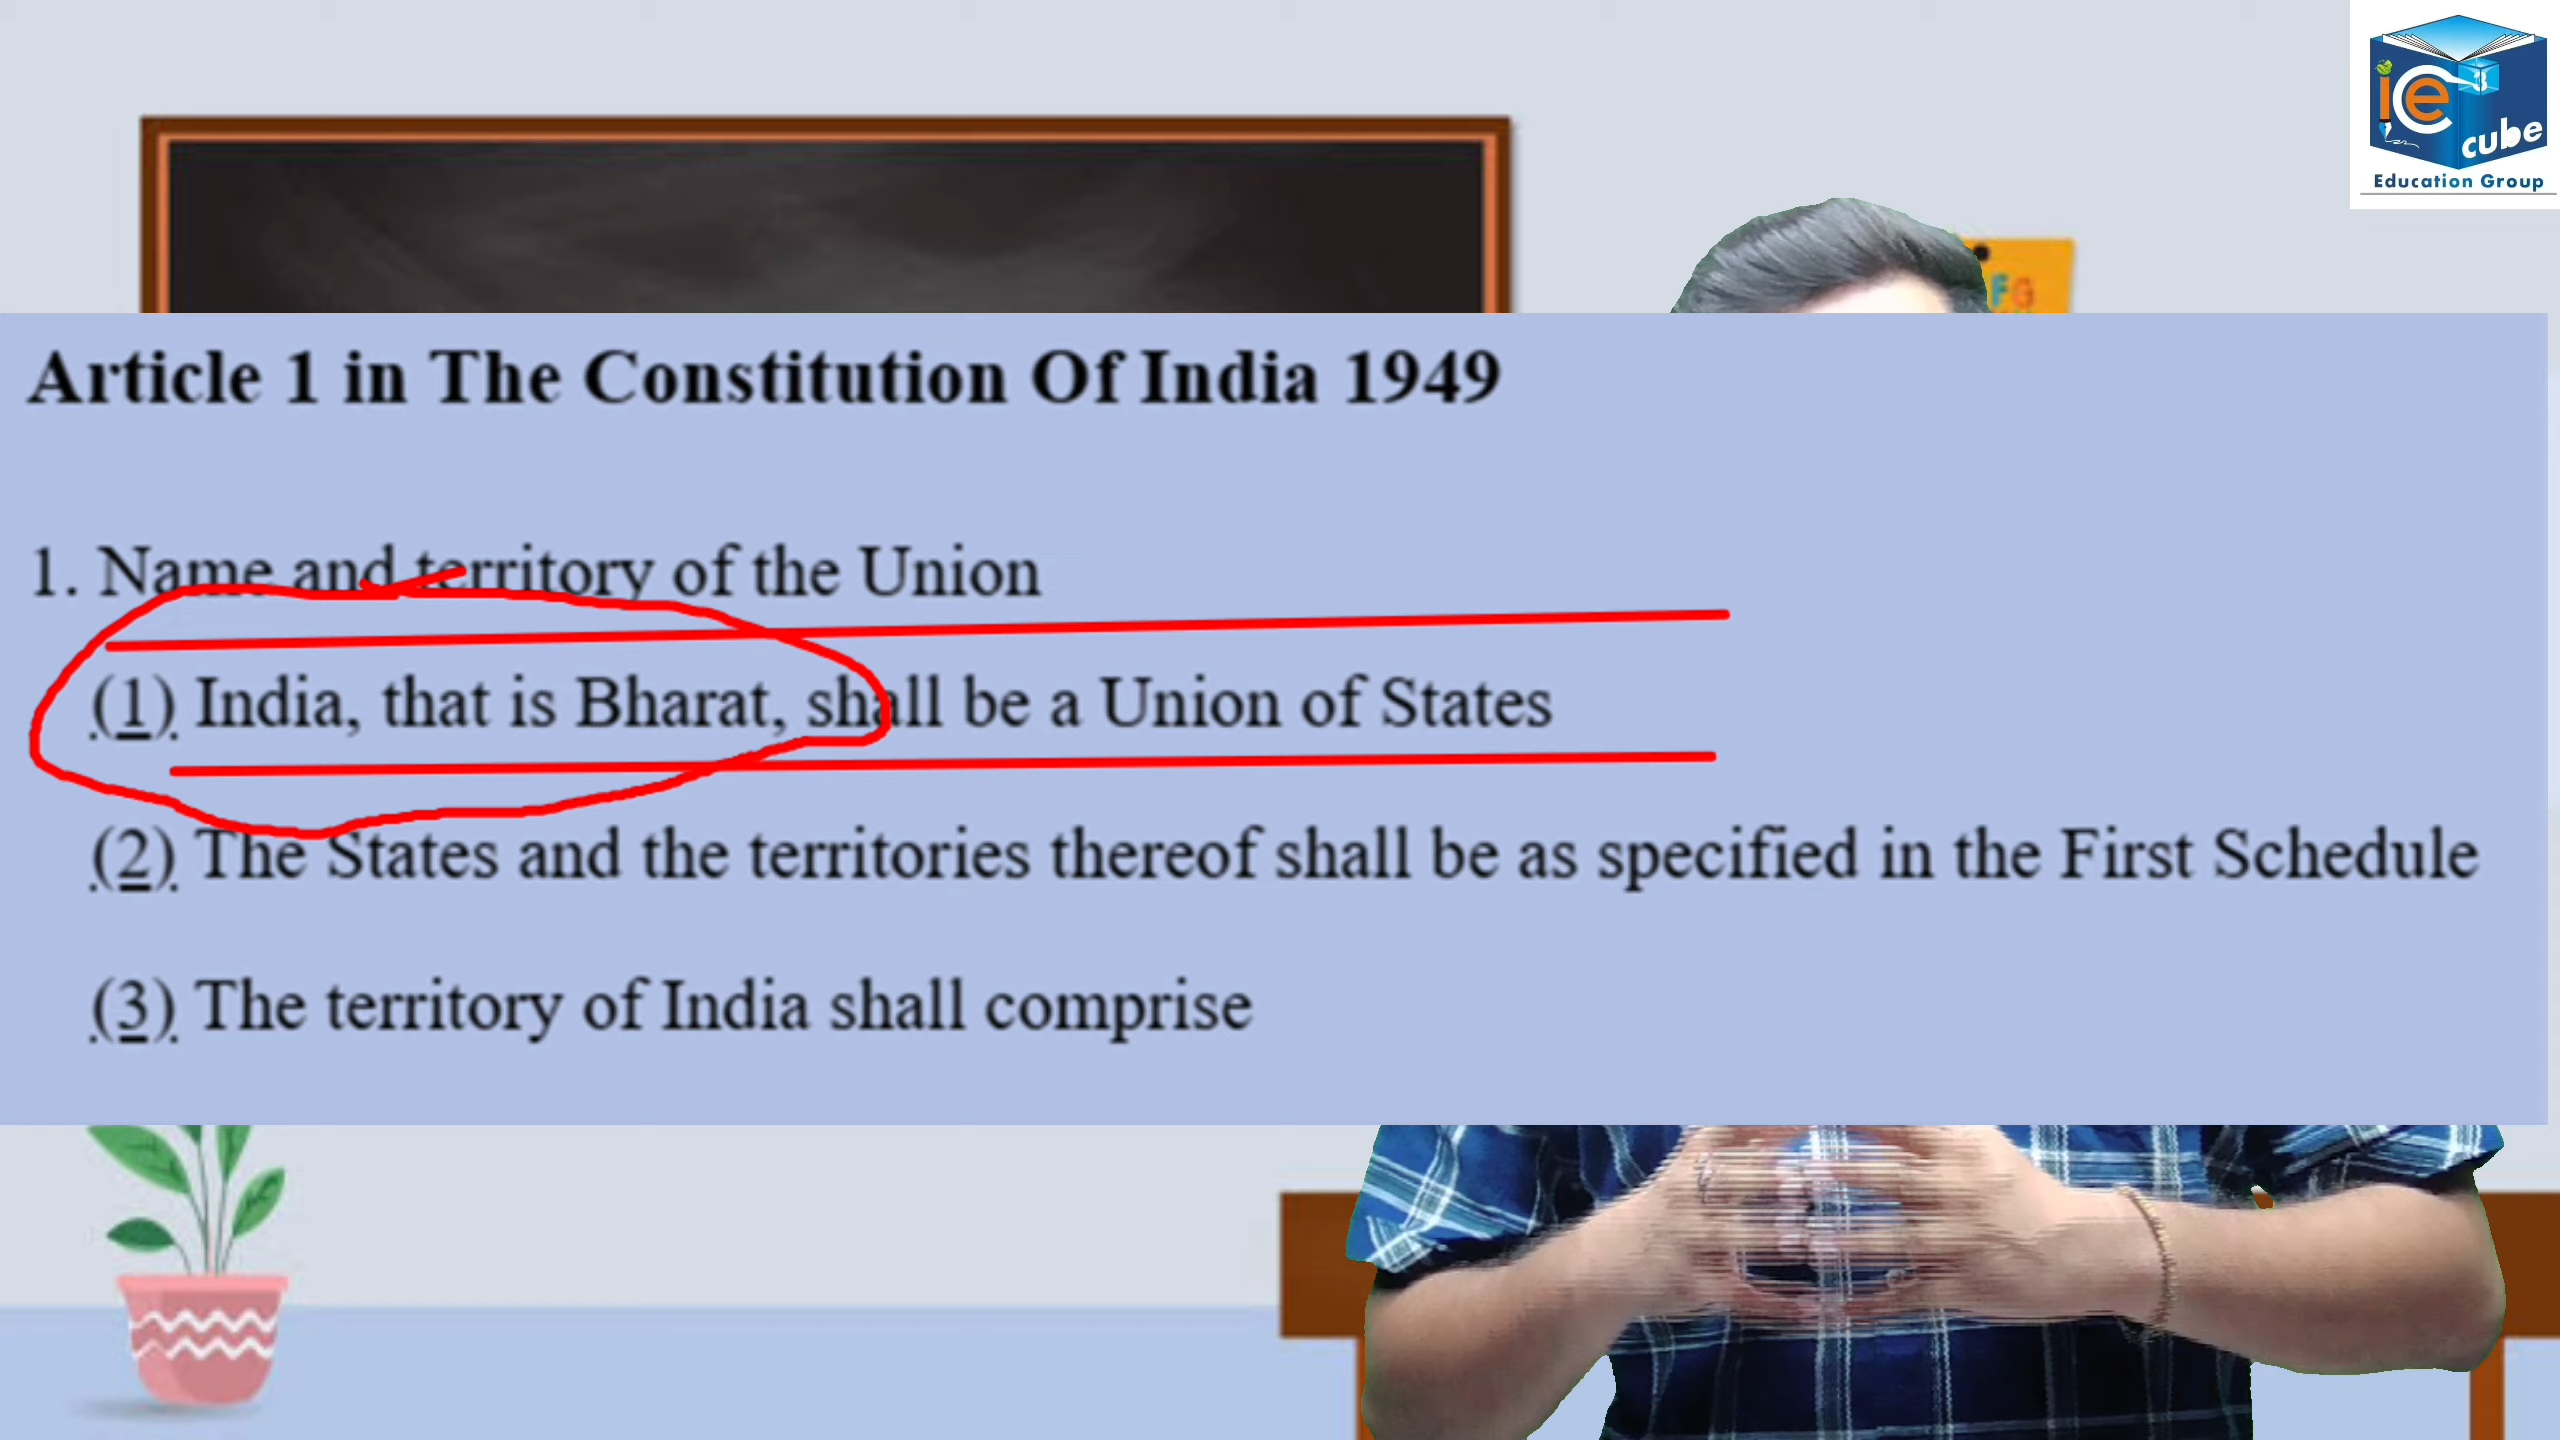 ie3
cube
Education Group
FG
Article 1 in The Constitution Of India 1949
1. Name and territory of the Union
(1) India, that is Bharat, shall be a Union of States
(2) The States and the territories thereof shall be as specified in the First Schedule
(3) The territory of India shall comprise